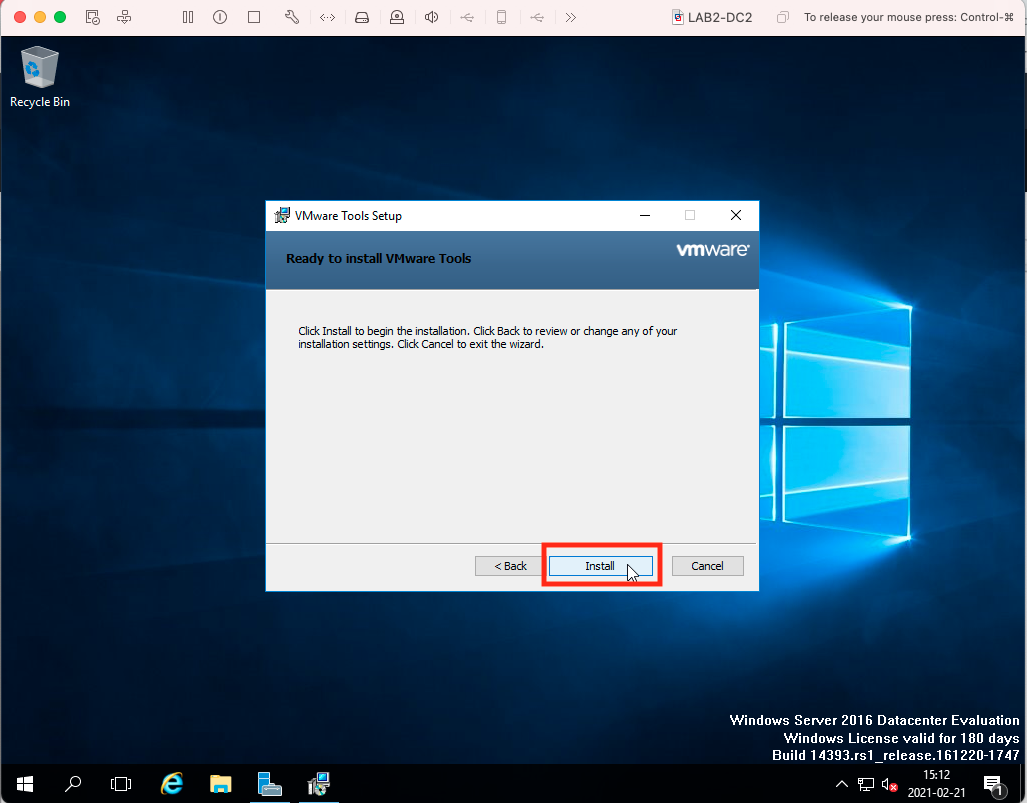 LAB2-DC2
To release your mouse press: Control-⌘
Recycle Bin
VMware Tools Setup
Ready to install VMware Tools
vmware®
Click Install to begin the installation. Click Back to review or change any of your
installation settings. Click Cancel to exit the wizard.
< Back
Install
Cancel
Windows Server 2016 Datacenter Evaluation
Windows License valid for 180 days
Build 14393.rs1_release.161220-1747
15:12
2021-02-21
1